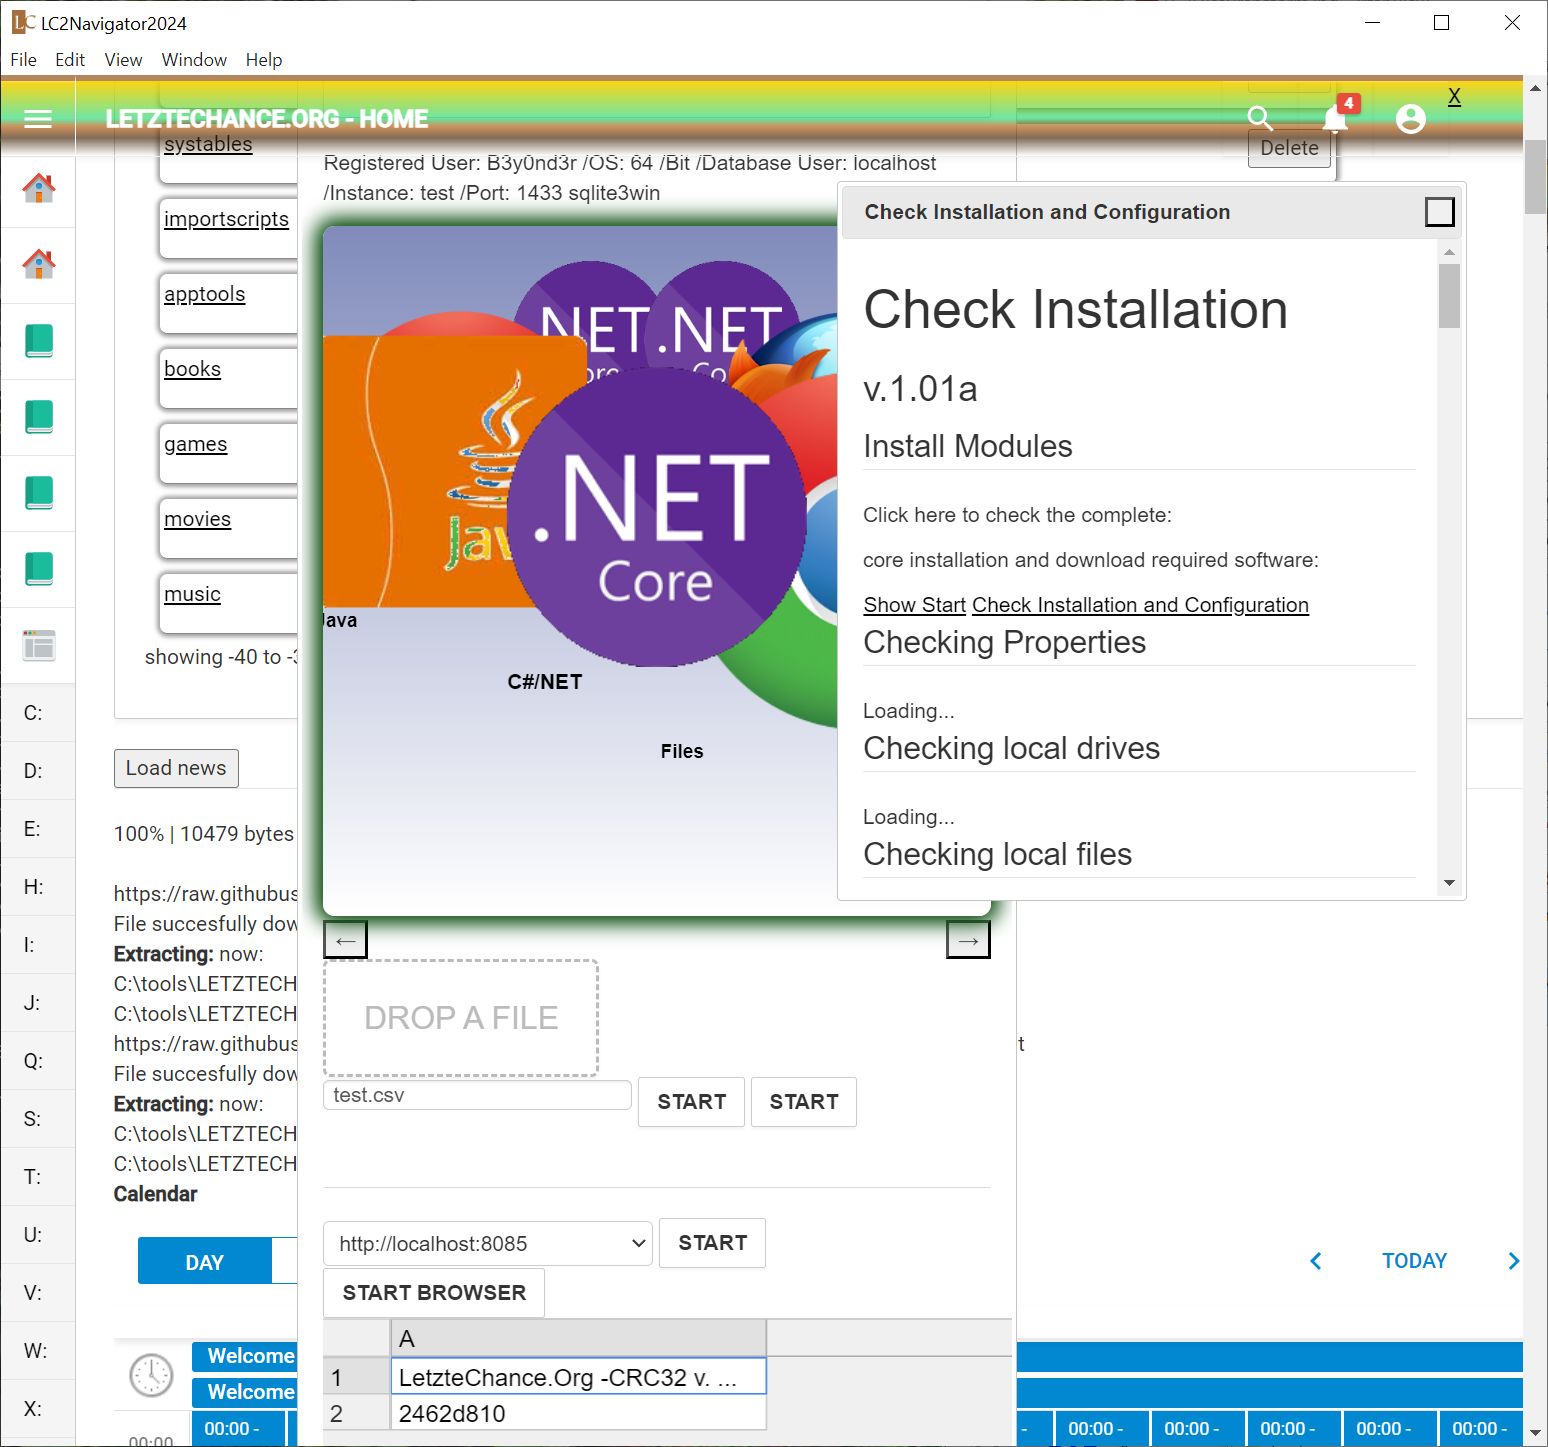 LC LC2Navigator2024
File Edit View Window Help
LETZTECHANCE.ORG - HOME
4
X
systables
Delete
Registered User: B3y0nd3r /OS: 64 /Bit /Database User: localhost
/Instance: test /Port: 1433 sqlite3win
Check Installation and Configuration
importscripts
apptools
books
games
movies
music
showing -40 to -3
.NET
.NET
Java
.NET
Core
Java
C#/NET
Files
Check Installation
v.1.01a
Install Modules
Click here to check the complete:
core installation and download required software:
Show Start Check Installation and Configuration
Checking Properties
Loading...
Checking local drives
Loading...
Checking local files
C:
D:
E:
H:
I:
J:
Q:
S:
T:
U:
V:
W:
X:
Load news
100% | 10479 bytes
https://raw.githubus
File succesfully dow
Extracting: now:
C:\tools\LETZTECH
C:\tools\LETZTECH
https://raw.githubus
t
File succesfully dow
Extracting: now:
C:\tools\LETZTECH
C:\tools\LETZTECH
Calendar
← →
DROP A FILE
test.csv START START
http://localhost:8085 START
START BROWSER
DAY
TODAY
A
1 LetzteChance.Org -CRC32 v. ...
2 2462d810
Welcome
Welcome
00:00
00:00 - - 00:00 - 00:00 - 00:00 - 00:00 - 00:00 -